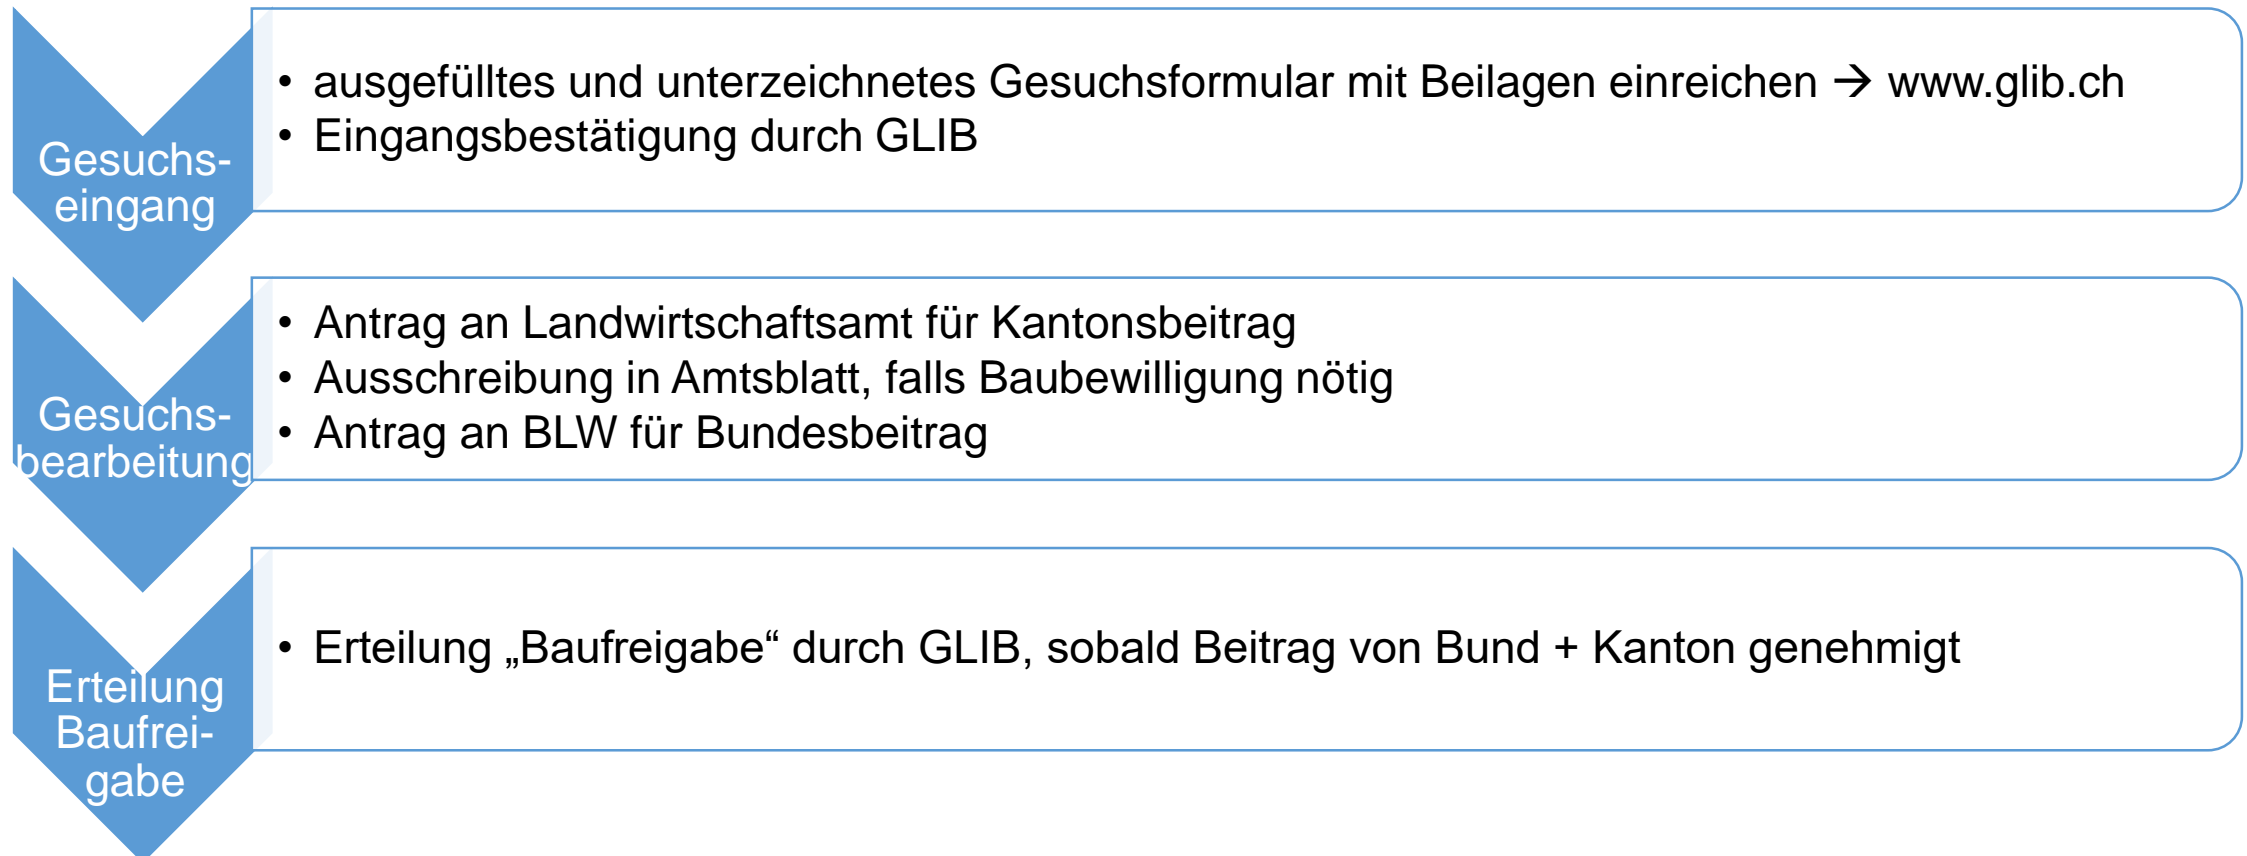 Gesuchs-
eingang
• ausgefülltes und unterzeichnetes Gesuchsformular mit Beilagen einreichen → www.glib.ch
• Eingangsbestätigung durch GLIB
Gesuchs-
bearbeitung
• Antrag an Landwirtschaftsamt für Kantonsbeitrag
• Ausschreibung in Amtsblatt, falls Baubewilligung nötig
• Antrag an BLW für Bundesbeitrag
Erteilung
Baufrei-
gabe
• Erteilung „Baufreigabe“ durch GLIB, sobald Beitrag von Bund + Kanton genehmigt